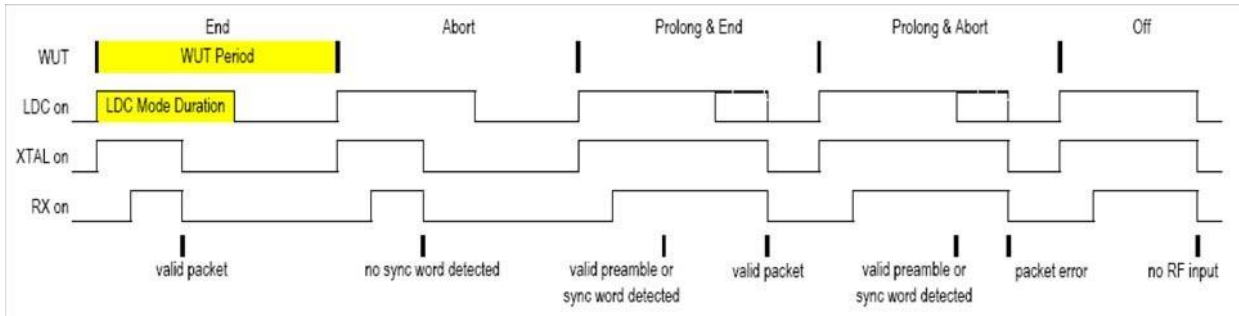 End Abort Prolong & End Prolong & Abort Off
WUT WUT Period
LDC on LDC Mode Duration
XTAL on
RX on
valid packet no sync word detected valid preamble or valid packet valid preamble or packet error no RF input
sync word detected sync word detected